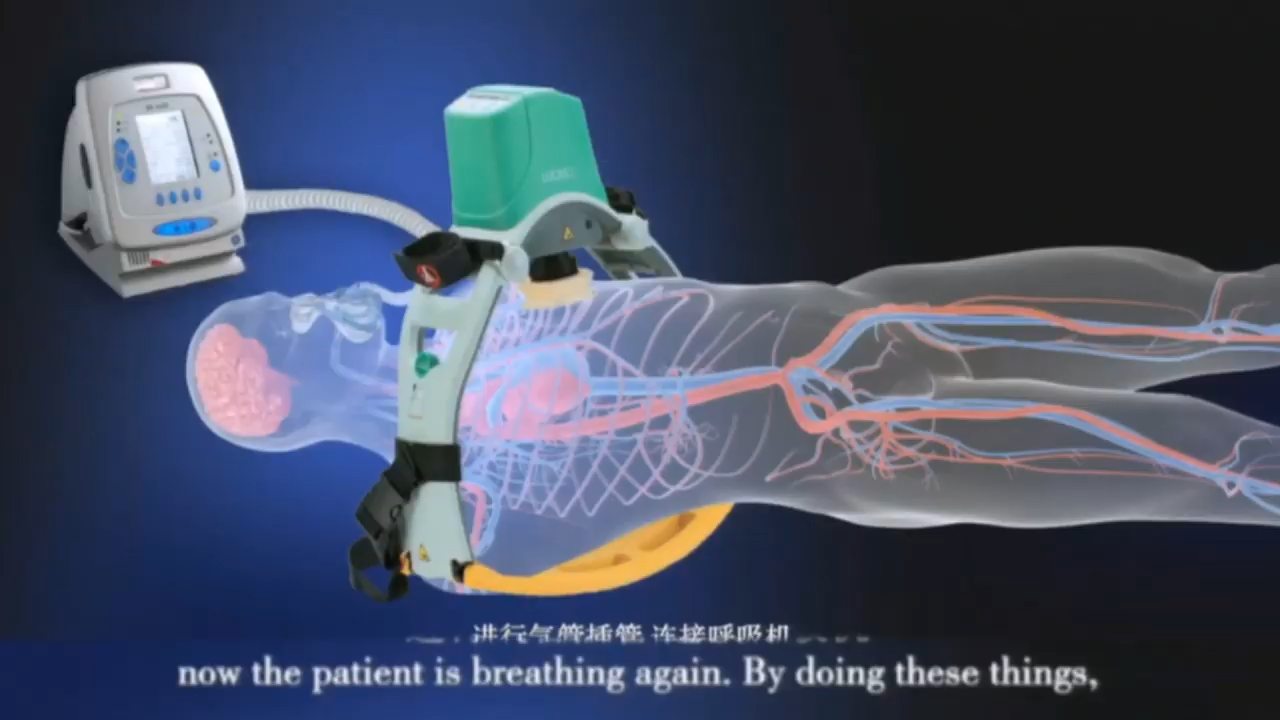 进行气管插管 连接呼吸机
now the patient is breathing again. By doing these things,